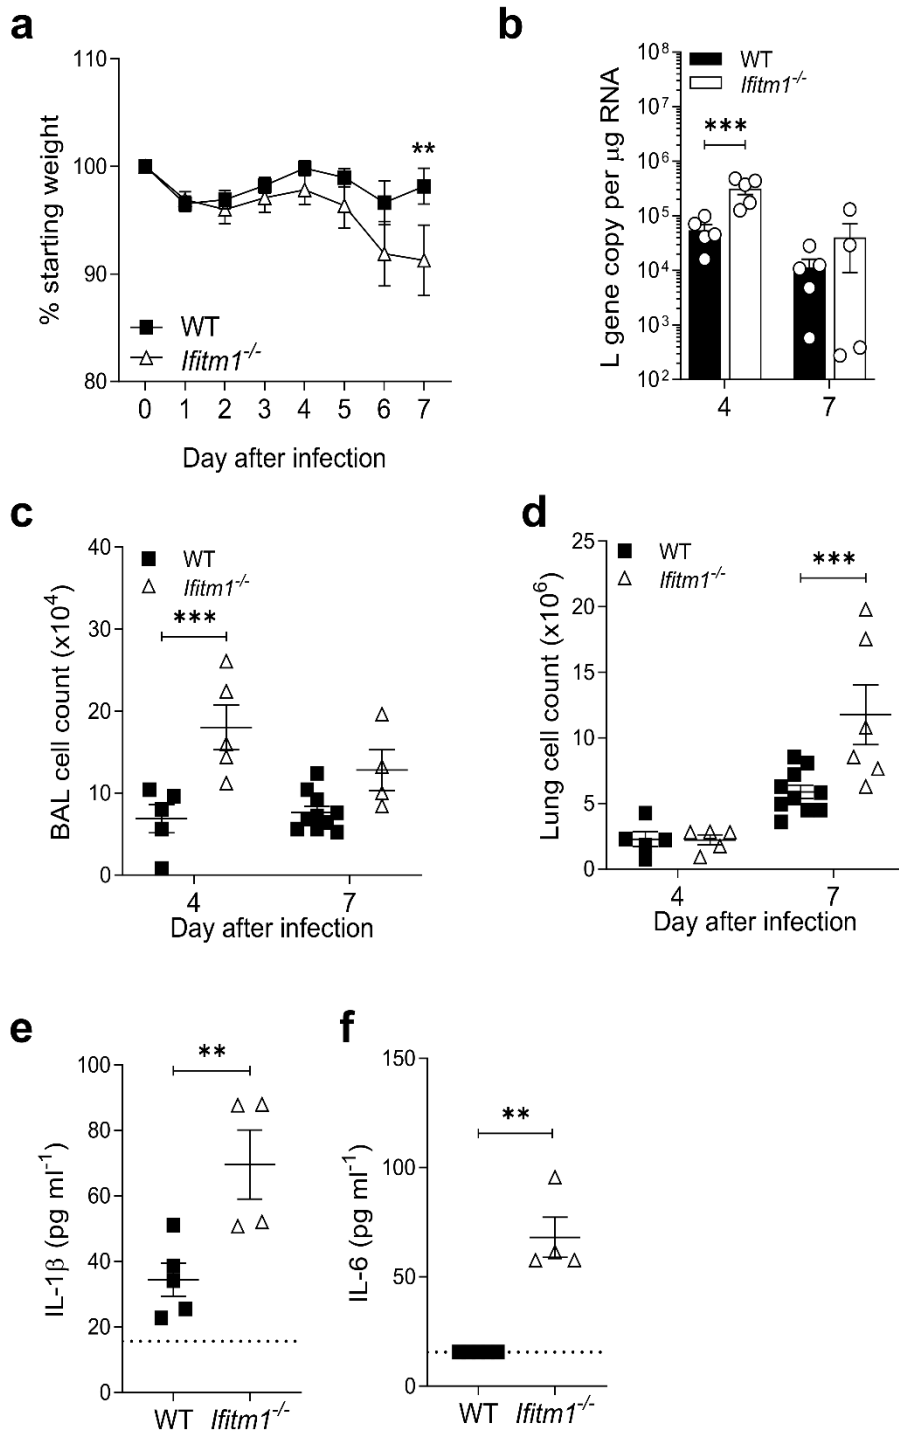 a
110
100
90
80
% starting weight
**
WT
Ifitm1-/-
0 1 2 3 4 5 6 7
Day after infection
b
10⁸
10⁷
10⁶
10⁵
10⁴
10³
10²
L gene copy per μg RNA
WT
Ifitm1-/-
***
4 7
c
40
30
20
10
0
BAL cell count (x10⁴)
WT
Ifitm1-/-
***
4 7
Day after infection
d
25
20
15
10
5
0
Lung cell count (x10⁶)
WT
Ifitm1-/-
***
4 7
Day after infection
e
100
80
60
40
20
0
IL-1β (pg ml-1)
**
WT Ifitm1-/-
f
150
100
50
0
IL-6 (pg ml-1)
**
WT Ifitm1-/-